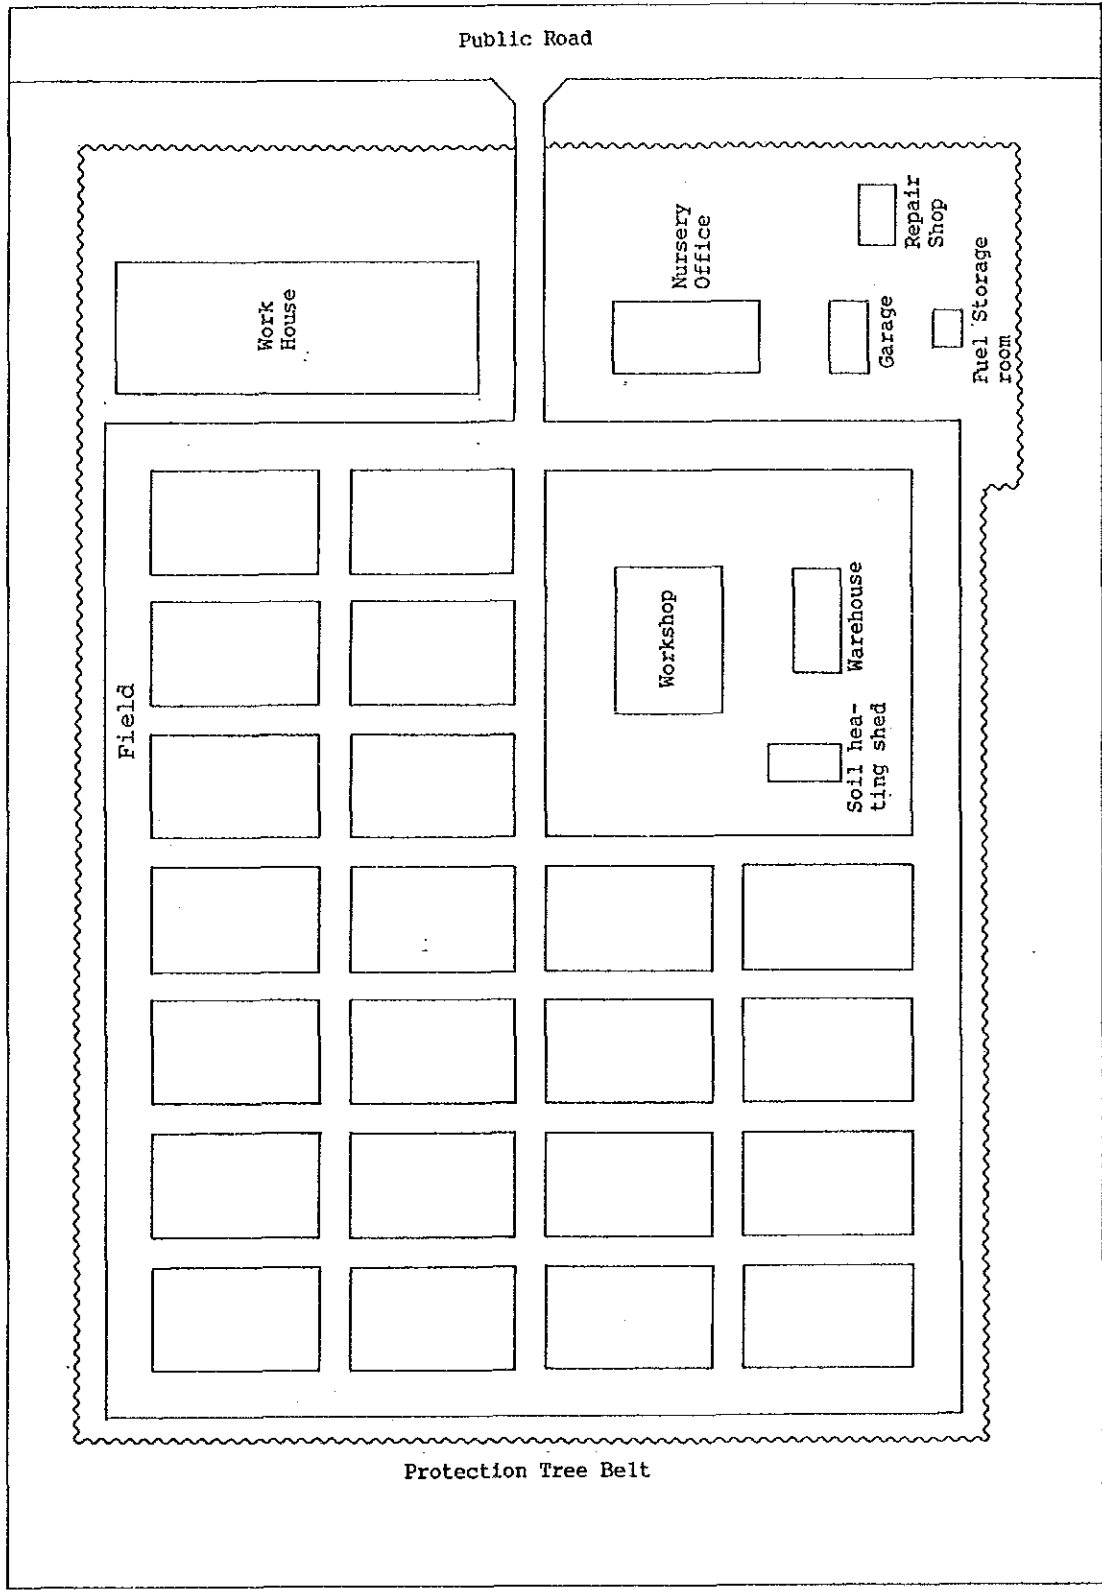 Public Road
Work
House
Nursery
Office
Repair
Shop
Garage
Fuel Storage
room
Field
Workshop
Warehouse
Soil hea-
ting shed
Protection Tree Belt